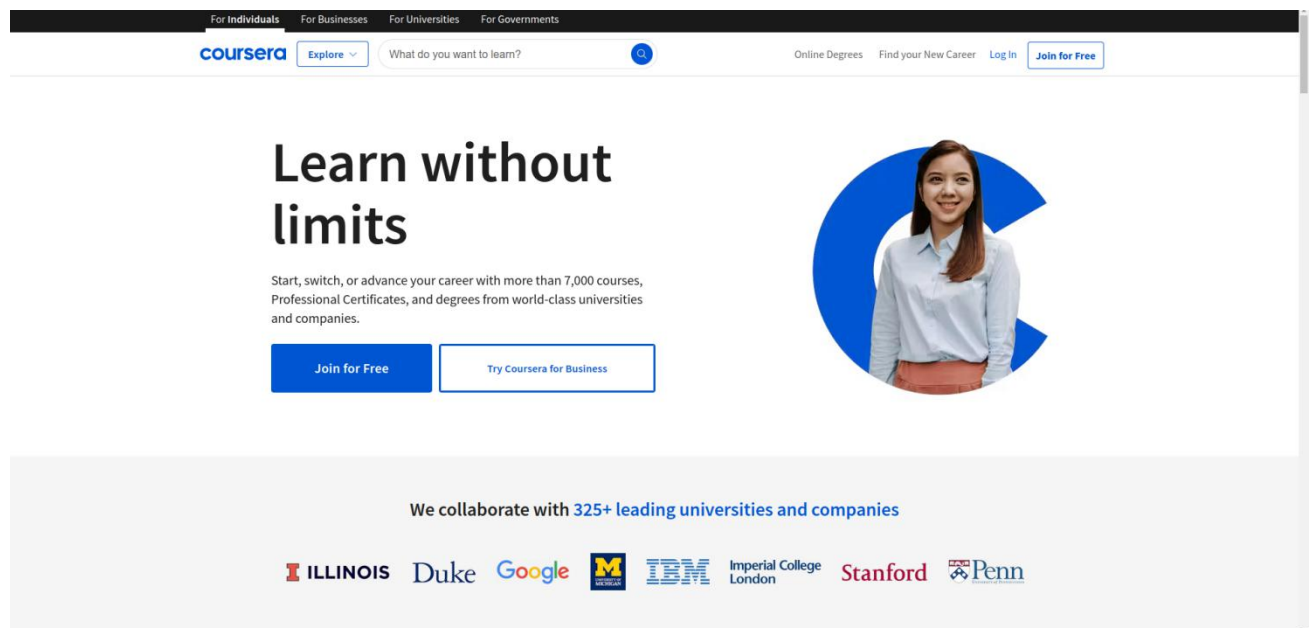 For Individuals For Businesses For Universities For Governments
coursera Explore What do you want to learn? Online Degrees Find your New Career Log In Join for Free
Learn without
limits
Start, switch, or advance your career with more than 7,000 courses,
Professional Certificates, and degrees from world-class universities
and companies.
Join for Free Try Coursera for Business
We collaborate with 325+ leading universities and companies
I ILLINOIS Duke Google M UNIVERSITY OF MICHIGAN IBM Imperial College London Stanford Penn